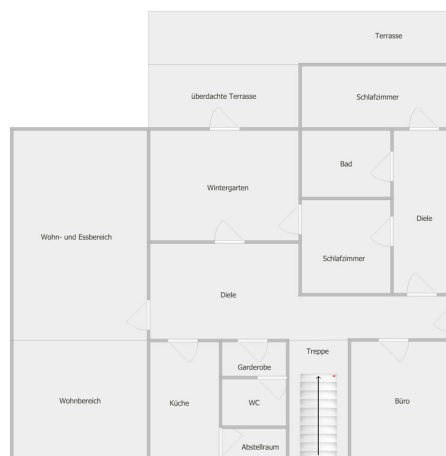 Terrasse
überdachte Terrasse
Schlafzimmer
Bad
Wintergarten
Diele
Wohn- und Essbereich
Schlafzimmer
Diele
Treppe
Garderobe
Wohnbereich
Küche
WC
Büro
Abstellraum